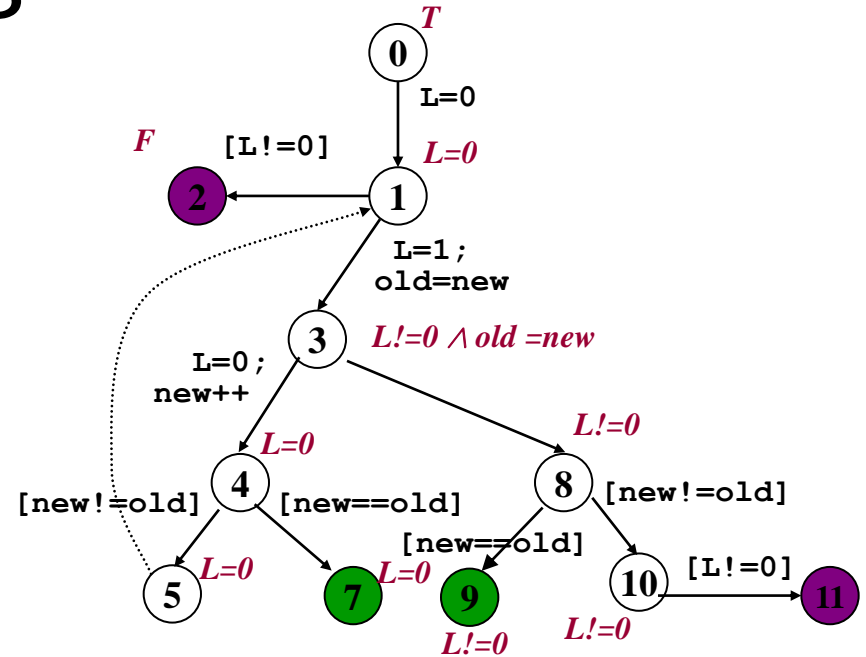 T
0
L=0
F
[L!=0]
L=0
2
1
L=1;
old=new
3
L!=0 ∧ old =new
L=0;
new++
L=0
L!=0
4
8
[new!=old]
[new==old]
[new!=old]
[new==old]
5
L=0
7
L=0
9
10
[L!=0]
11
L!=0
L!=0